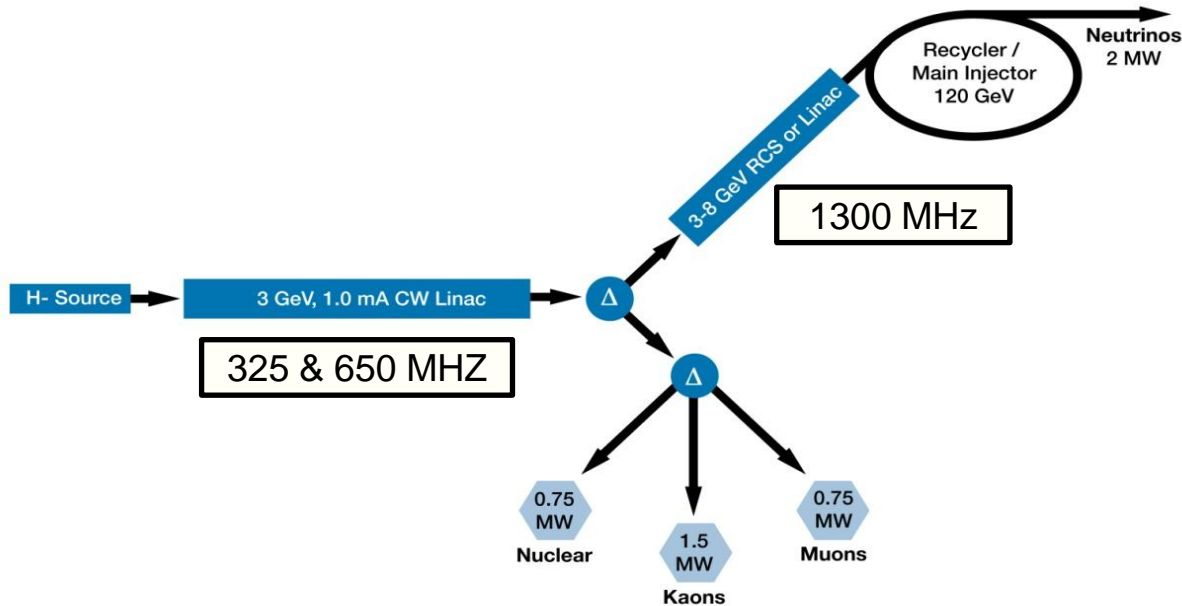 Neutrinos
2 MW
Recycler /
Main Injector
120 GeV
3-8 GeV RCS or Linac
1300 MHz
H- Source
3 GeV, 1.0 mA CW Linac
Δ
325 & 650 MHZ
Δ
0.75
MW
Nuclear
1.5
MW
Kaons
0.75
MW
Muons